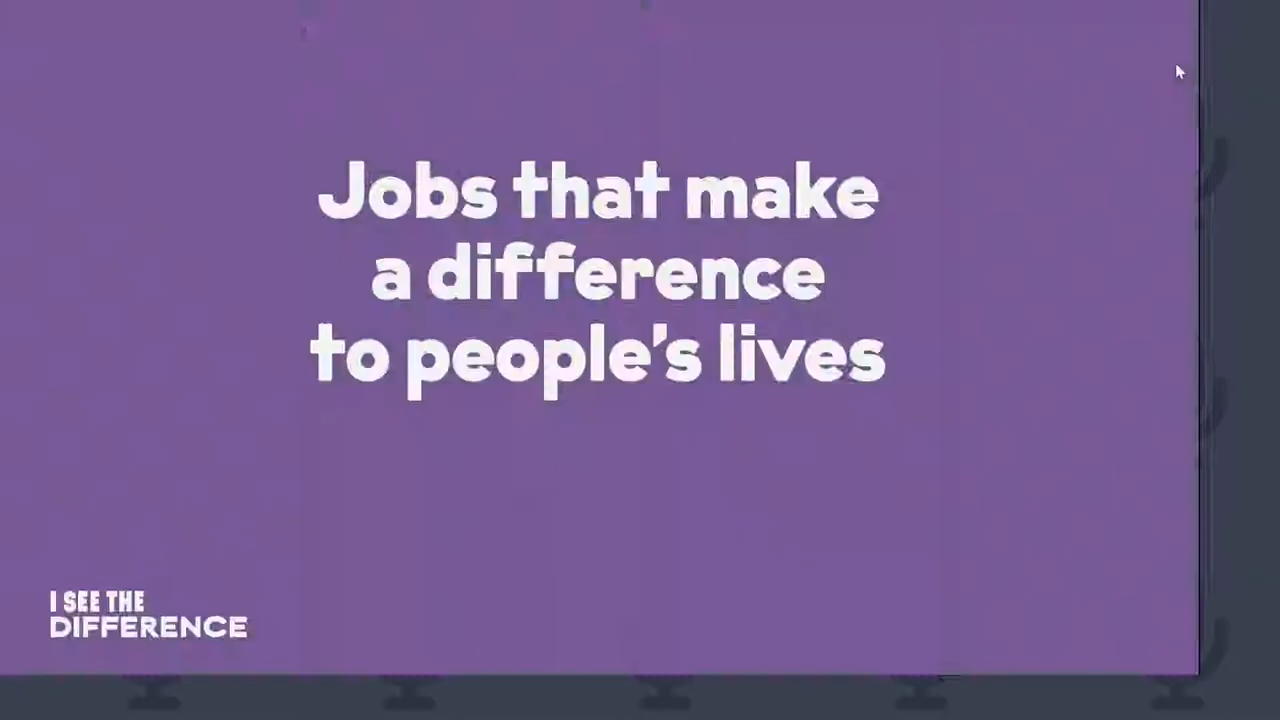 Jobs that make
a difference
to people's lives
I SEE THE
DIFFERENCE